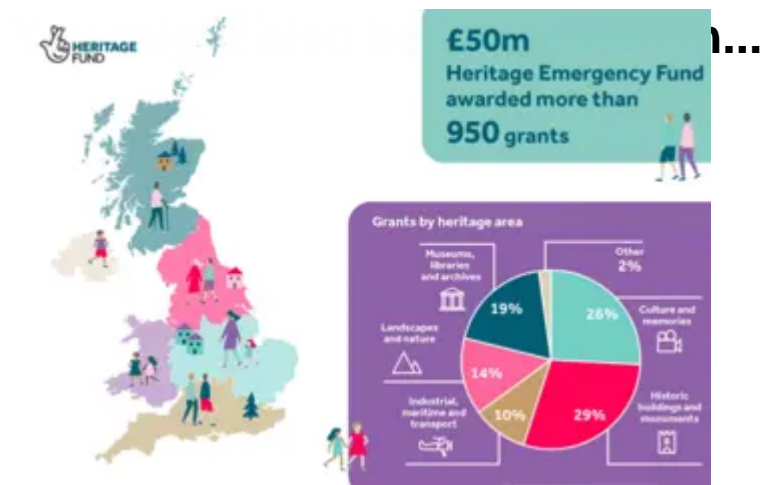 HERITAGE
FUND
n...
£50m
Heritage Emergency Fund
awarded more than
950 grants
Grants by heritage area
Museums,
libraries
and archives
Other
2%
19%
26%
Culture and
memories
Landscapes
and nature
14%
Industrial,
maritime and
transport
10%
29%
Historic
buildings and
monuments